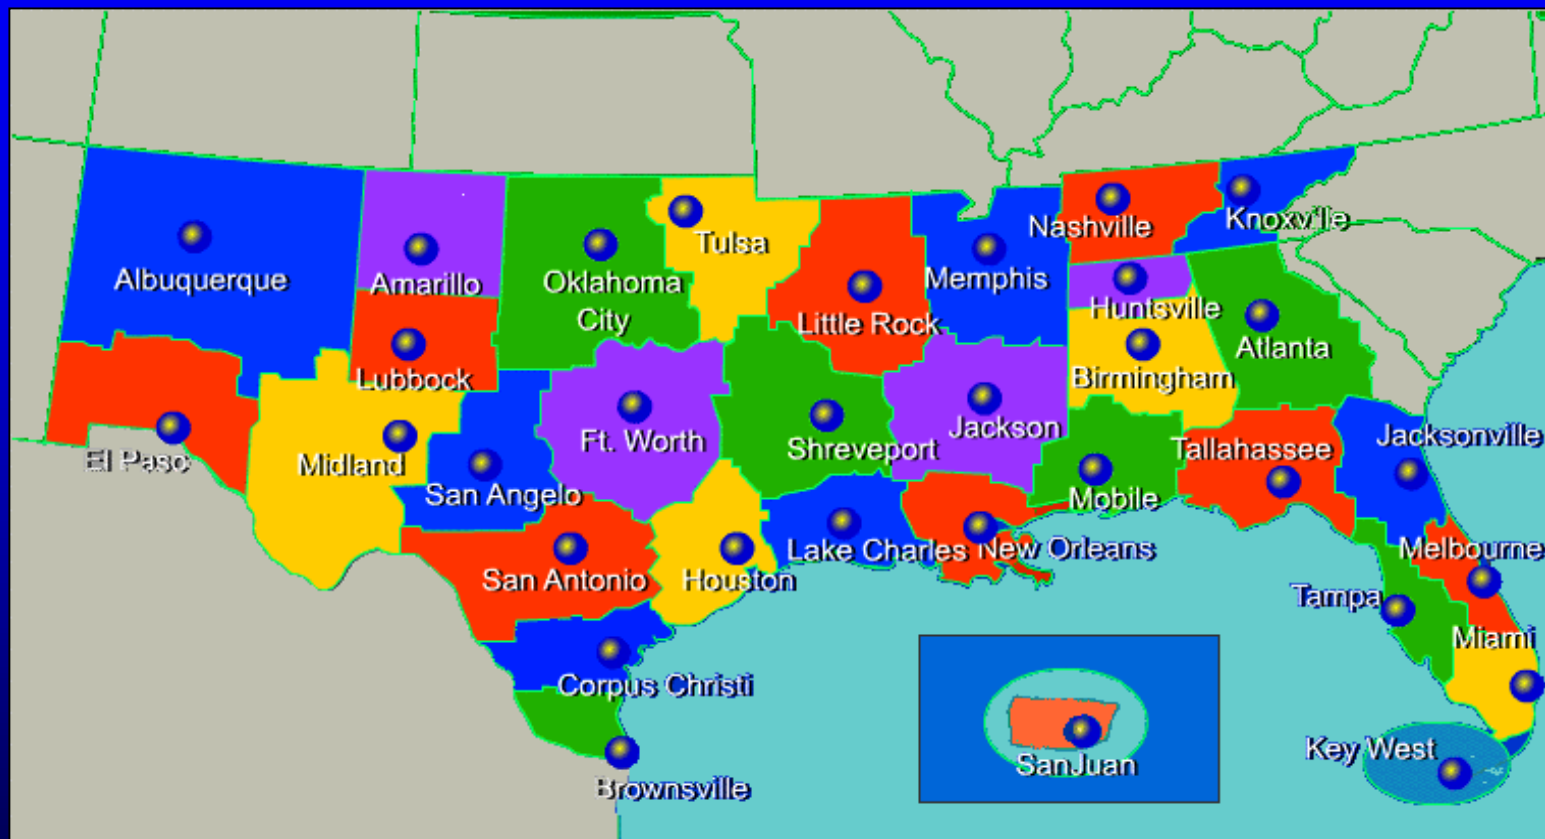 Albuquerque
Amarillo
Oklahoma
City
Tulsa
Little Rock
Memphis
Nashville
Knoxville
Lubbock
Huntsville
Birmingham
Atlanta
El Paso
Midland
San Angelo
Ft. Worth
Shreveport
Jackson
Mobile
Tallahassee
Jacksonville
San Antonio
Houston
Lake Charles
New Orleans
Melbourne
Tampa
Miami
Corpus Christi
Brownsville
SanJuan
Key West